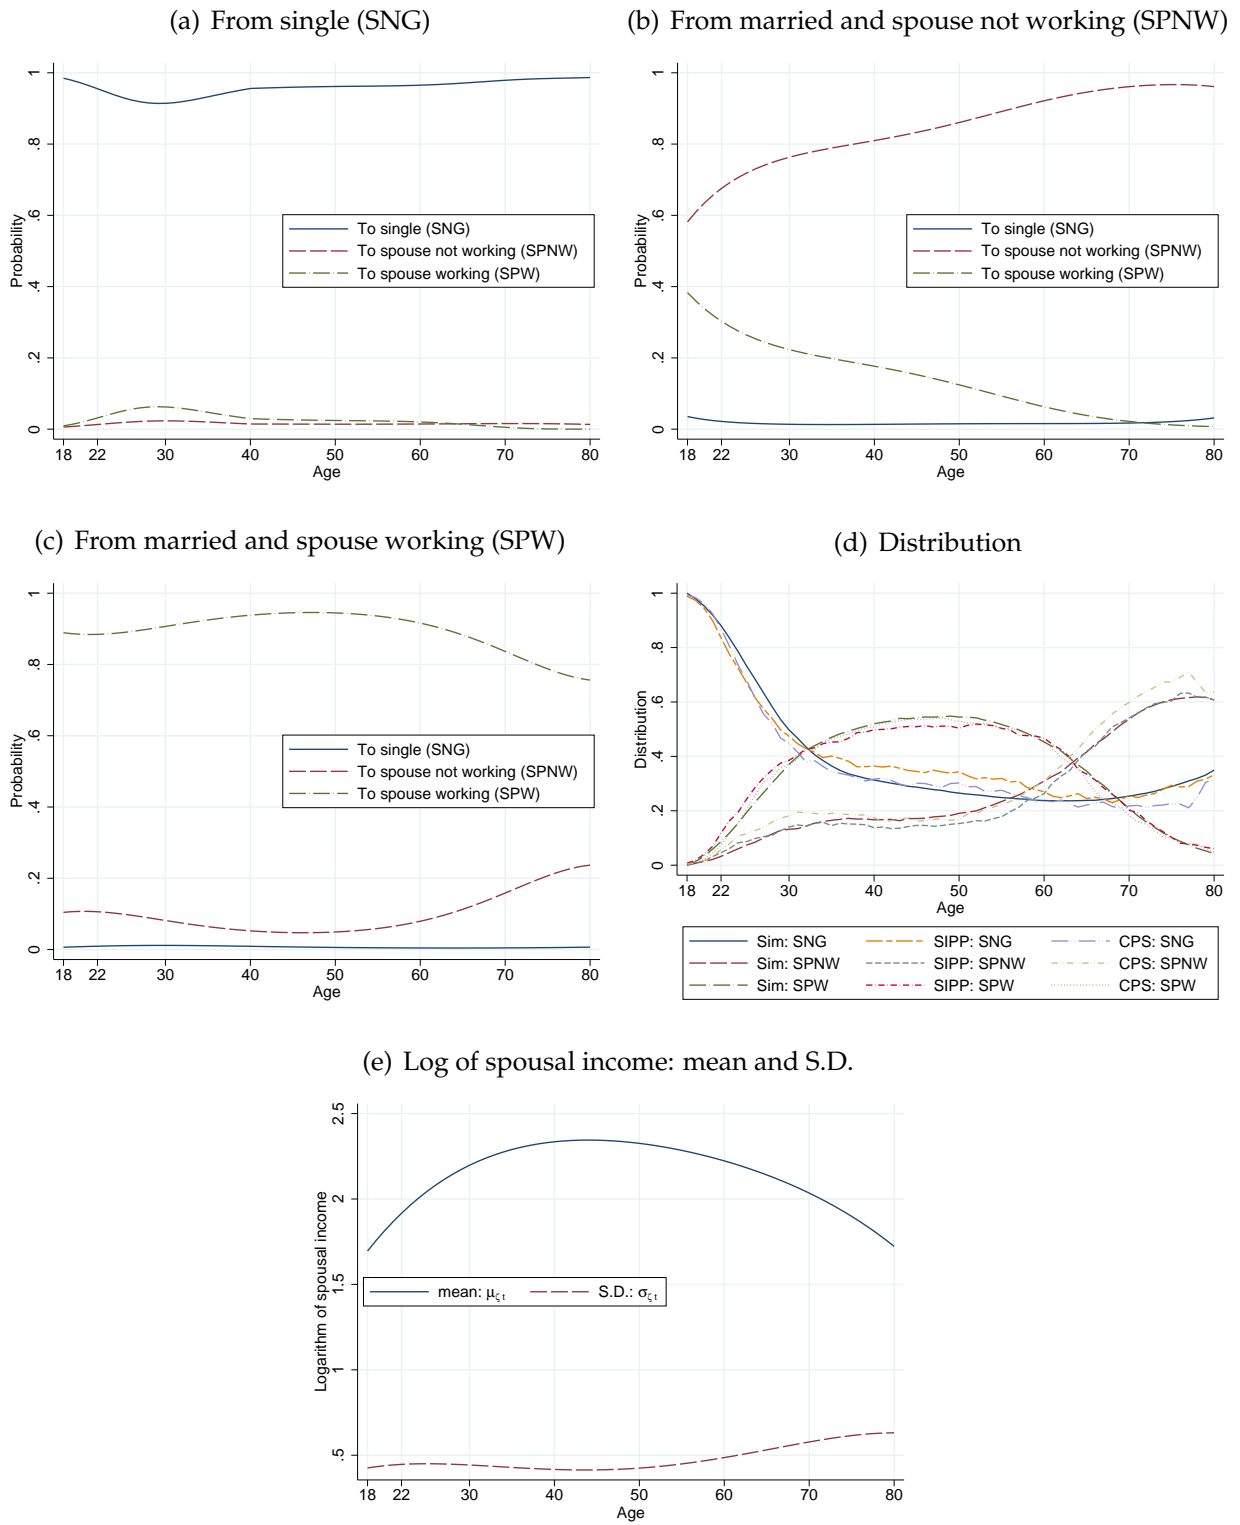 (a) From single (SNG)
1
.8
.6
.4
.2
0
Probability
To single (SNG)
To spouse not working (SPNW)
To spouse working (SPW)
18 22 30 40 50 60 70 80
Age
(b) From married and spouse not working (SPNW)
1
.8
.6
.4
.2
0
Probability
To single (SNG)
To spouse not working (SPNW)
To spouse working (SPW)
18 22 30 40 50 60 70 80
Age
(c) From married and spouse working (SPW)
1
.8
.6
.4
.2
0
Probability
To single (SNG)
To spouse not working (SPNW)
To spouse working (SPW)
18 22 30 40 50 60 70 80
Age
(d) Distribution
1
.8
.6
.4
.2
0
Distribution
18 22 30 40 50 60 70 80
Age
Sim: SNG SIPP: SNG CPS: SNG
Sim: SPNW SIPP: SPNW CPS: SPNW
Sim: SPW SIPP: SPW CPS: SPW
(e) Log of spousal income: mean and S.D.
2.5
2
1.5
1
.5
Logarithm of spousal income
mean: μζ t S.D.: σζ t
18 22 30 40 50 60 70 80
Age